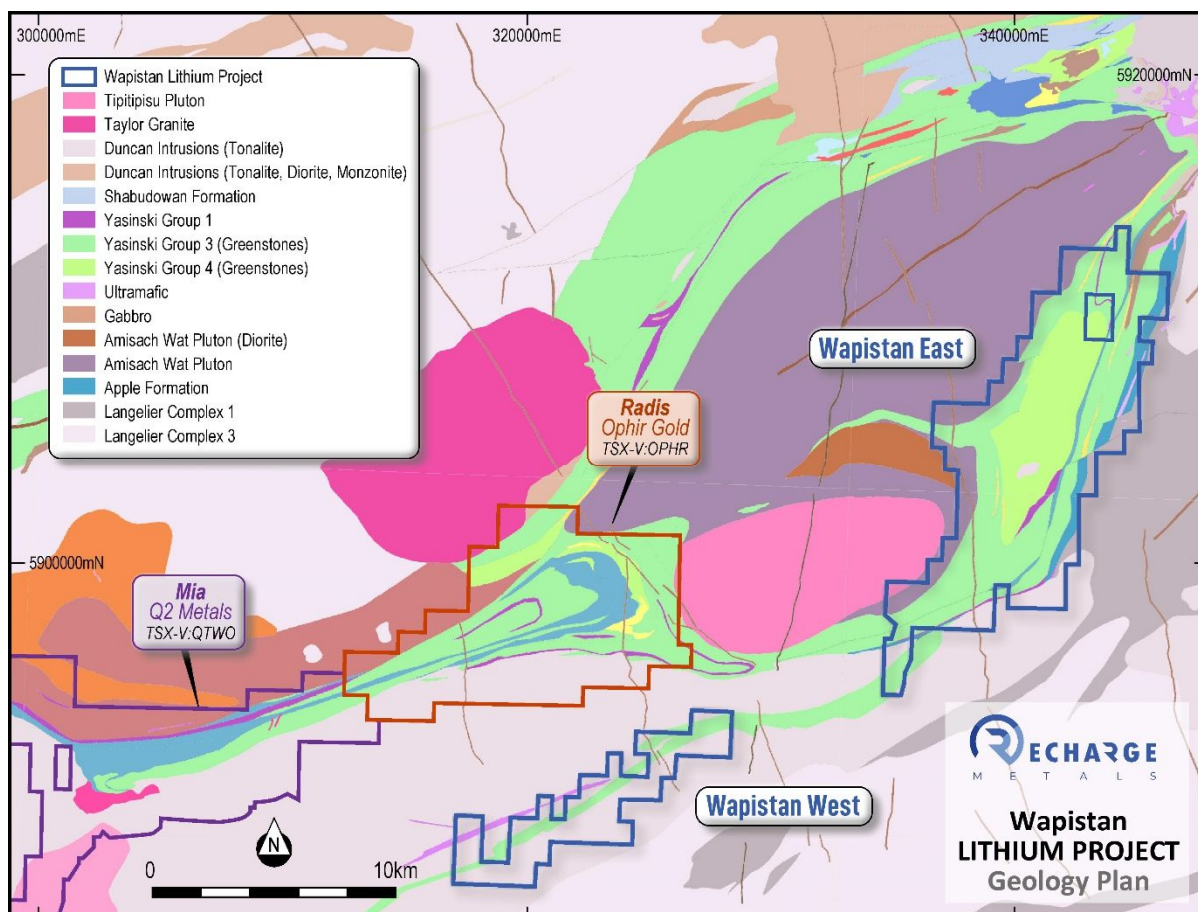 300000mE
320000mE
340000mE
5920000mN
Wapistan Lithium Project
Tipitipisu Pluton
Taylor Granite
Duncan Intrusions (Tonalite)
Duncan Intrusions (Tonalite, Diorite, Monzonite)
Shabudowan Formation
Yasinski Group 1
Yasinski Group 3 (Greenstones)
Yasinski Group 4 (Greenstones)
Ultramafic
Gabbro
Amisach Wat Pluton (Diorite)
Amisach Wat Pluton
Apple Formation
Langelier Complex 1
Langelier Complex 3
Wapistan East
Radis
Ophir Gold
TSX-V:OPHR
5900000mN
Mia
Q2 Metals
TSX-V:QTWO
Wapistan West
N
0
10km
RECHARGE
METALS
Wapistan
LITHIUM PROJECT
Geology Plan